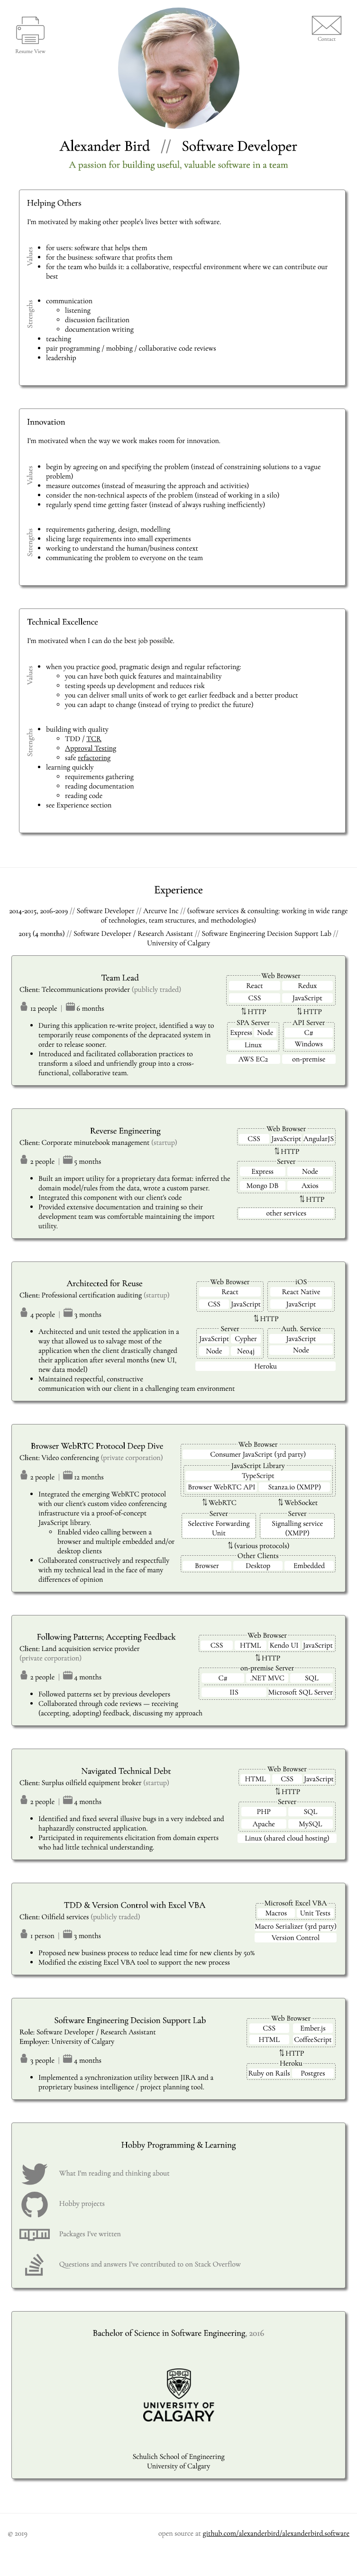 Resume View
Contact
Alexander Bird // Software Developer
A passion for building useful, valuable software in a team
Helping Others
I'm motivated by making other people's lives better with software.
Values
for users: software that helps them
for the business: software that profits them
for the team who builds it: a collaborative, respectful environment where we can contribute our
best
Strengths
communication
listening
discussion facilitation
documentation writing
teaching
pair programming / mobbing / collaborative code reviews
leadership
Innovation
I'm motivated when the way we work makes room for innovation.
Values
begin by agreeing on and specifying the problem (instead of constraining solutions to a vague
problem)
measure outcomes (instead of measuring the approach and activities)
consider the non-technical aspects of the problem (instead of working in a silo)
regularly spend time getting faster (instead of always rushing inefficiently)
Strengths
requirements gathering, design, modelling
slicing large requirements into small experiments
working to understand the human/business context
communicating the problem to everyone on the team
Technical Excellence
I'm motivated when I can do the best job possible.
Values
when you practice good, pragmatic design and regular refactoring:
you can have both quick features and maintainability
testing speeds up development and reduces risk
you can deliver small units of work to get earlier feedback and a better product
you can adapt to change (instead of trying to predict the future)
Strengths
building with quality
TDD / TCR
Approval Testing
safe refactoring
learning quickly
requirements gathering
reading documentation
reading code
see Experience section
Experience
2014-2015, 2016-2019 // Software Developer // Arcurve Inc // (software services & consulting: working in wide range
of technologies, team structures, and methodologies)
2013 (4 months) // Software Developer / Research Assistant // Software Engineering Decision Support Lab //
University of Calgary
Team Lead
Client: Telecommunications provider (publicly traded)
12 people | 6 months
During this application re-write project, identified a way to
temporarily reuse components of the depracated system in
order to release sooner.
Introduced and facilitated collaboration practices to
transform a siloed and unfriendly group into a cross-
functional, collaborative team.
Web Browser
React Redux
CSS JavaScript
⇅ HTTP ⇅ HTTP
SPA Server API Server
Express Node C#
Linux Windows
AWS EC2 on-premise
Reverse Engineering
Client: Corporate minutebook management (startup)
2 people | 5 months
Built an import utility for a proprietary data format: inferred the
domain model/rules from the data, wrote a custom parser.
Integrated this component with our client's code
Provided extensive documentation and training so their
development team was comfortable maintaining the import
utility.
Web Browser
CSS JavaScript AngularJS
⇅ HTTP
Server
Express Node
Mongo DB Axios
⇅ HTTP
other services
Architected for Reuse
Client: Professional certification auditing (startup)
4 people | 3 months
Architected and unit tested the application in a
way that allowed us to salvage most of the
application when the client drastically changed
their application after several months (new UI,
new data model)
Maintained respectful, constructive
communication with our client in a challenging team environment
Web Browser iOS
React React Native
CSS JavaScript JavaScript
⇅ HTTP
Server Auth. Service
JavaScript Cypher JavaScript
Node Neo4j Node
Heroku
Browser WebRTC Protocol Deep Dive
Client: Video conferencing (private corporation)
2 people | 12 months
Integrated the emerging WebRTC protocol
with our client's custom video conferencing
infrastructure via a proof-of-concept
JavaScript library.
Enabled video calling between a
browser and multiple embedded and/or
desktop clients
Collaborated constructively and respectfully
with my technical lead in the face of many
differences of opinion
Web Browser
Consumer JavaScript (3rd party)
JavaScript Library
TypeScript
Browser WebRTC API Stanza.io (XMPP)
⇅ WebRTC ⇅ WebSocket
Server Server
Selective Forwarding Signalling service
Unit (XMPP)
⇅ (various protocols)
Other Clients
Browser Desktop Embedded
Following Patterns; Accepting Feedback
Client: Land acquisition service provider
(private corporation)
2 people | 4 months
Followed patterns set by previous developers
Collaborated through code reviews — receiving
(accepting, adopting) feedback, discussing my approach
Web Browser
CSS HTML Kendo UI JavaScript
⇅ HTTP
on-premise Server
C# .NET MVC SQL
IIS Microsoft SQL Server
Navigated Technical Debt
Client: Surplus oilfield equipment broker (startup)
2 people | 4 months
Identified and fixed several illusive bugs in a very indebted and
haphazardly constructed application.
Participated in requirements elicitation from domain experts
who had little technical understanding.
Web Browser
HTML CSS JavaScript
⇅ HTTP
Server
PHP SQL
Apache MySQL
Linux (shared cloud hosting)
TDD & Version Control with Excel VBA
Client: Oilfield services (publicly traded)
1 person | 3 months
Proposed new business process to reduce lead time for new clients by 50%
Modified the existing Excel VBA tool to support the new process
Microsoft Excel VBA
Macros Unit Tests
Macro Serializer (3rd party)
Version Control
Software Engineering Decision Support Lab
Role: Software Developer / Research Assistant
Employer: University of Calgary
3 people | 4 months
Implemented a synchronization utility between JIRA and a
proprietary business intelligence / project planning tool.
Web Browser
CSS Ember.js
HTML CoffeeScript
⇅ HTTP
Heroku
Ruby on Rails Postgres
Hobby Programming & Learning
What I'm reading and thinking about
Hobby projects
npm
Packages I've written
Questions and answers I've contributed to on Stack Overflow
Bachelor of Science in Software Engineering, 2016
UNIVERSITY OF
CALGARY
Schulich School of Engineering
University of Calgary
© 2019
open source at github.com/alexanderbird/alexanderbird.software